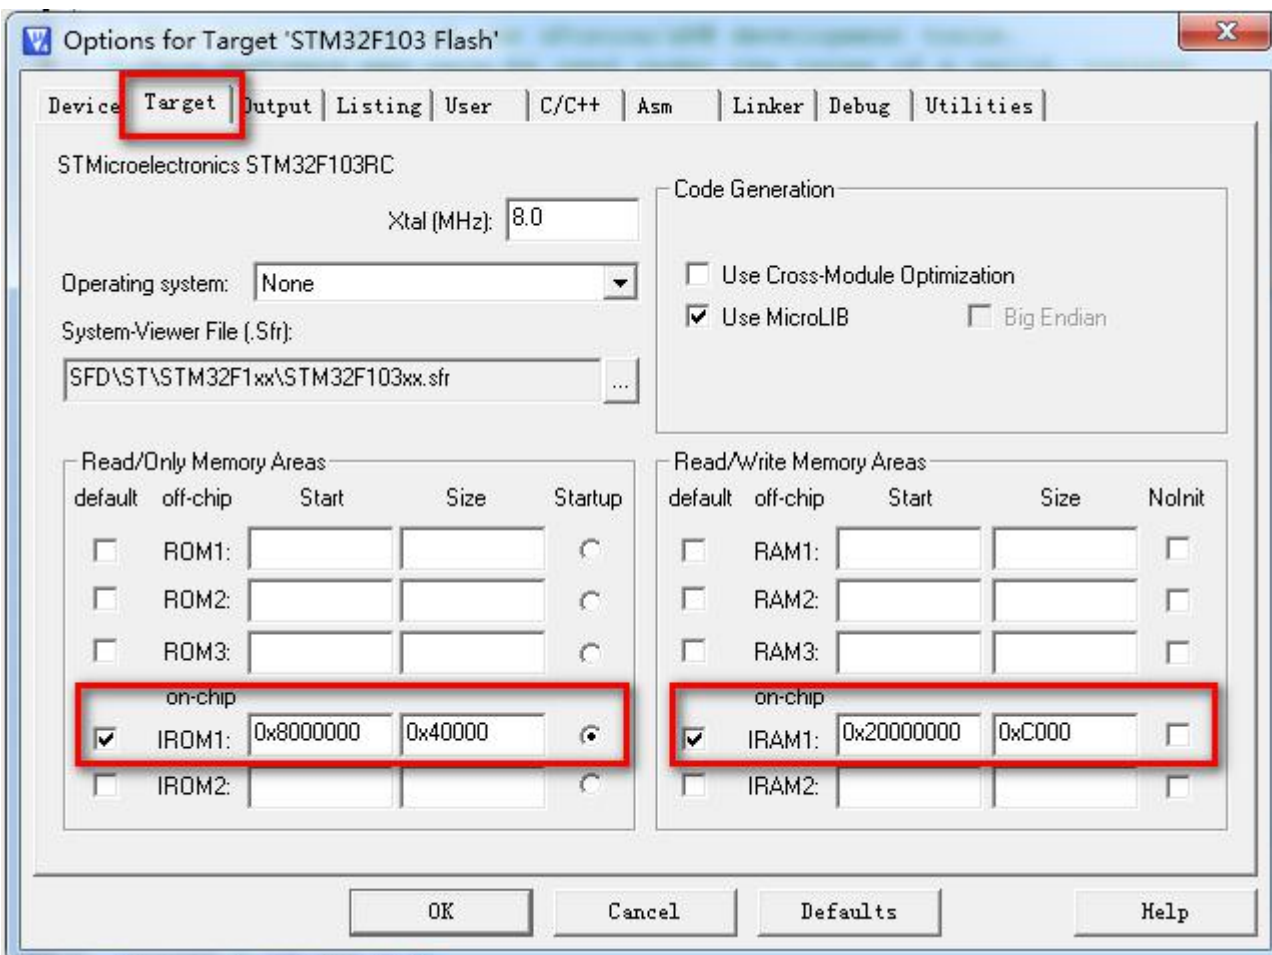 Options for Target 'STM32F103 Flash'
Device Target Output Listing User C/C++ Asm Linker Debug Utilities
STMicroelectronics STM32F103RC
Xtal (MHz): 8.0
Operating system: None
System-Viewer File (.Sfr):
SFD\ST\STM32F1xx\STM32F103xx.sfr ...
Code Generation
Use Cross-Module Optimization
Use MicroLIB Big Endian
Read/Only Memory Areas
default off-chip Start Size Startup
ROM1:
ROM2:
ROM3:
on-chip
IROM1: 0x8000000 0x40000
IROM2:
Read/Write Memory Areas
default off-chip Start Size NoInit
RAM1:
RAM2:
RAM3:
on-chip
IRAM1: 0x20000000 0xC000
IRAM2:
OK Cancel Defaults Help